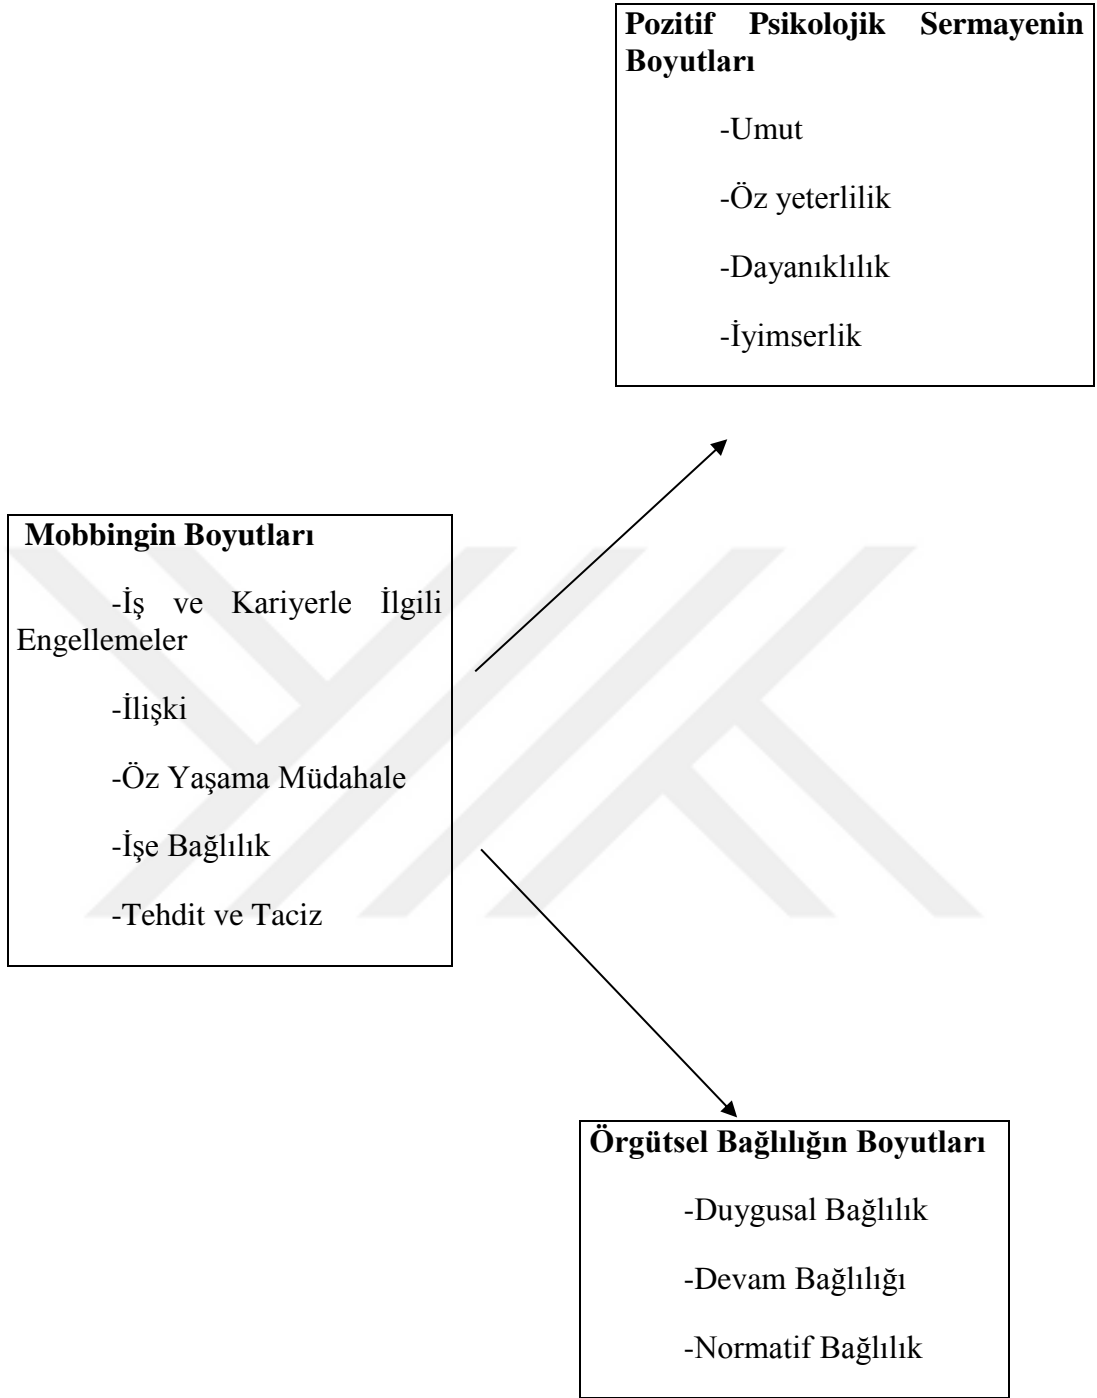 Pozitif Psikolojik Sermayenin
Boyutları
-Umut
-Öz yeterlilik
-Dayanıklılık
-İyimserlik
Mobbingin Boyutları
-İş ve Kariyerle İlgili
Engellemeler
-İlişki
-Öz Yaşama Müdahale
-İşe Bağlılık
-Tehdit ve Taciz
Örgütsel Bağlılığın Boyutları
-Duygusal Bağlılık
-Devam Bağlılığı
-Normatif Bağlılık